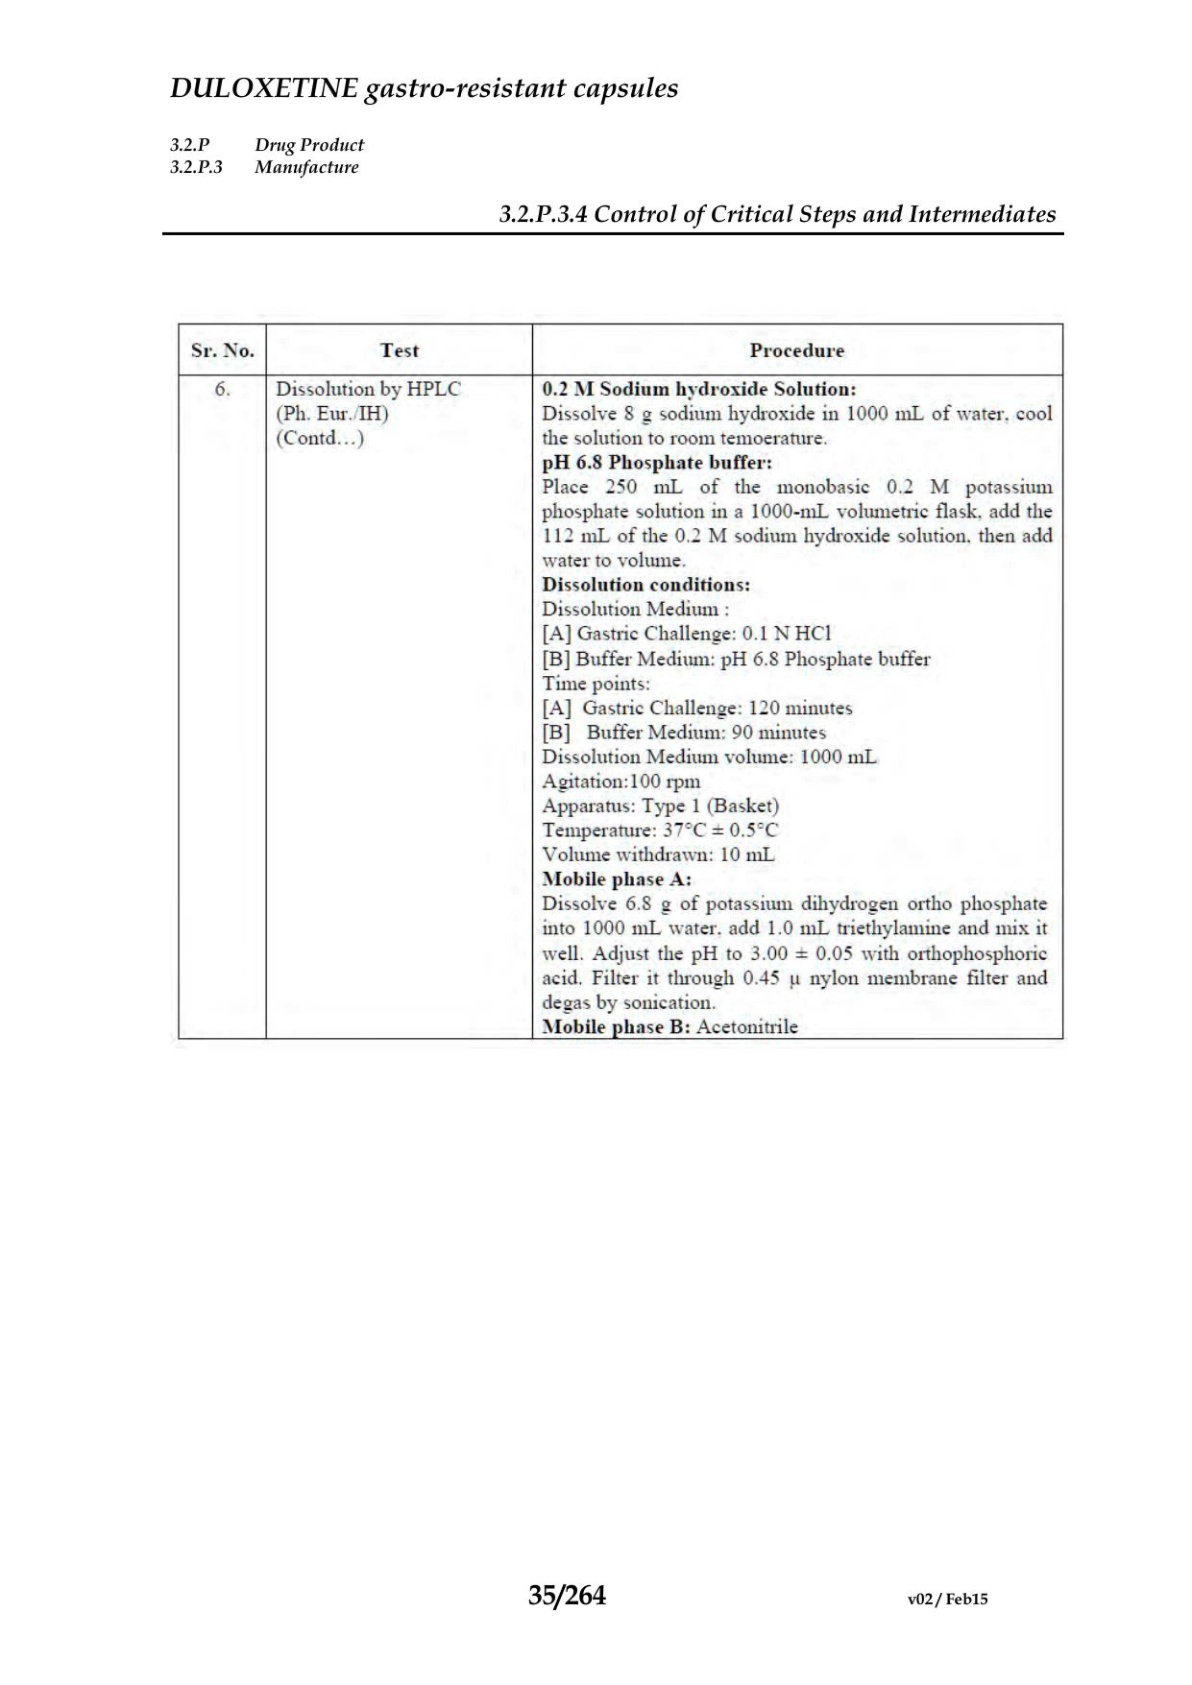 DULOXETINE gastro-resistant capsules
3.2.P Drug Product
3.2.P.3 Manufacture
3.2.P.3.4 Control of Critical Steps and Intermediates
Sr. No. Test Procedure
6. Dissolution by HPLC
(Ph. Eur./IH)
(Contd...)
0.2 M Sodium hydroxide Solution:
Dissolve 8 g sodium hydroxide in 1000 mL of water, cool
the solution to room temoerature.
pH 6.8 Phosphate buffer:
Place 250 mL of the monobasic 0.2 M potassium
phosphate solution in a 1000-mL volumetric flask, add the
112 mL of the 0.2 M sodium hydroxide solution, then add
water to volume.
Dissolution conditions:
Dissolution Medium :
[A] Gastric Challenge: 0.1 N HCl
[B] Buffer Medium: pH 6.8 Phosphate buffer
Time points:
[A] Gastric Challenge: 120 minutes
[B] Buffer Medium: 90 minutes
Dissolution Medium volume: 1000 mL
Agitation:100 rpm
Apparatus: Type 1 (Basket)
Temperature: 37°C ± 0.5°C
Volume withdrawn: 10 mL
Mobile phase A:
Dissolve 6.8 g of potassium dihydrogen ortho phosphate
into 1000 mL water, add 1.0 mL triethylamine and mix it
well. Adjust the pH to 3.00 ± 0.05 with orthophosphoric
acid. Filter it through 0.45 µ nylon membrane filter and
degas by sonication.
Mobile phase B: Acetonitrile
35/264
v02 / Feb15